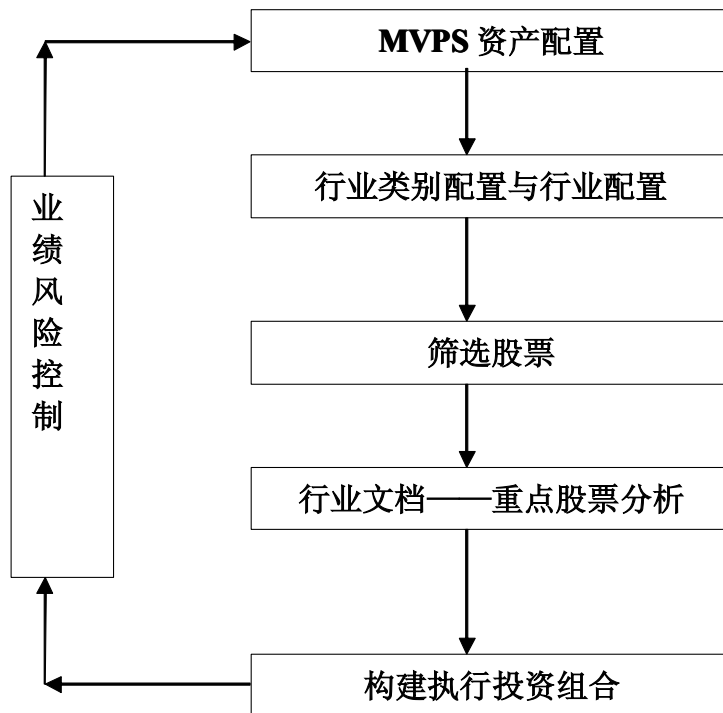 MVPS 资产配置
行业类别配置与行业配置
筛选股票
行业文档——重点股票分析
构建执行投资组合
业
绩
风
险
控
制